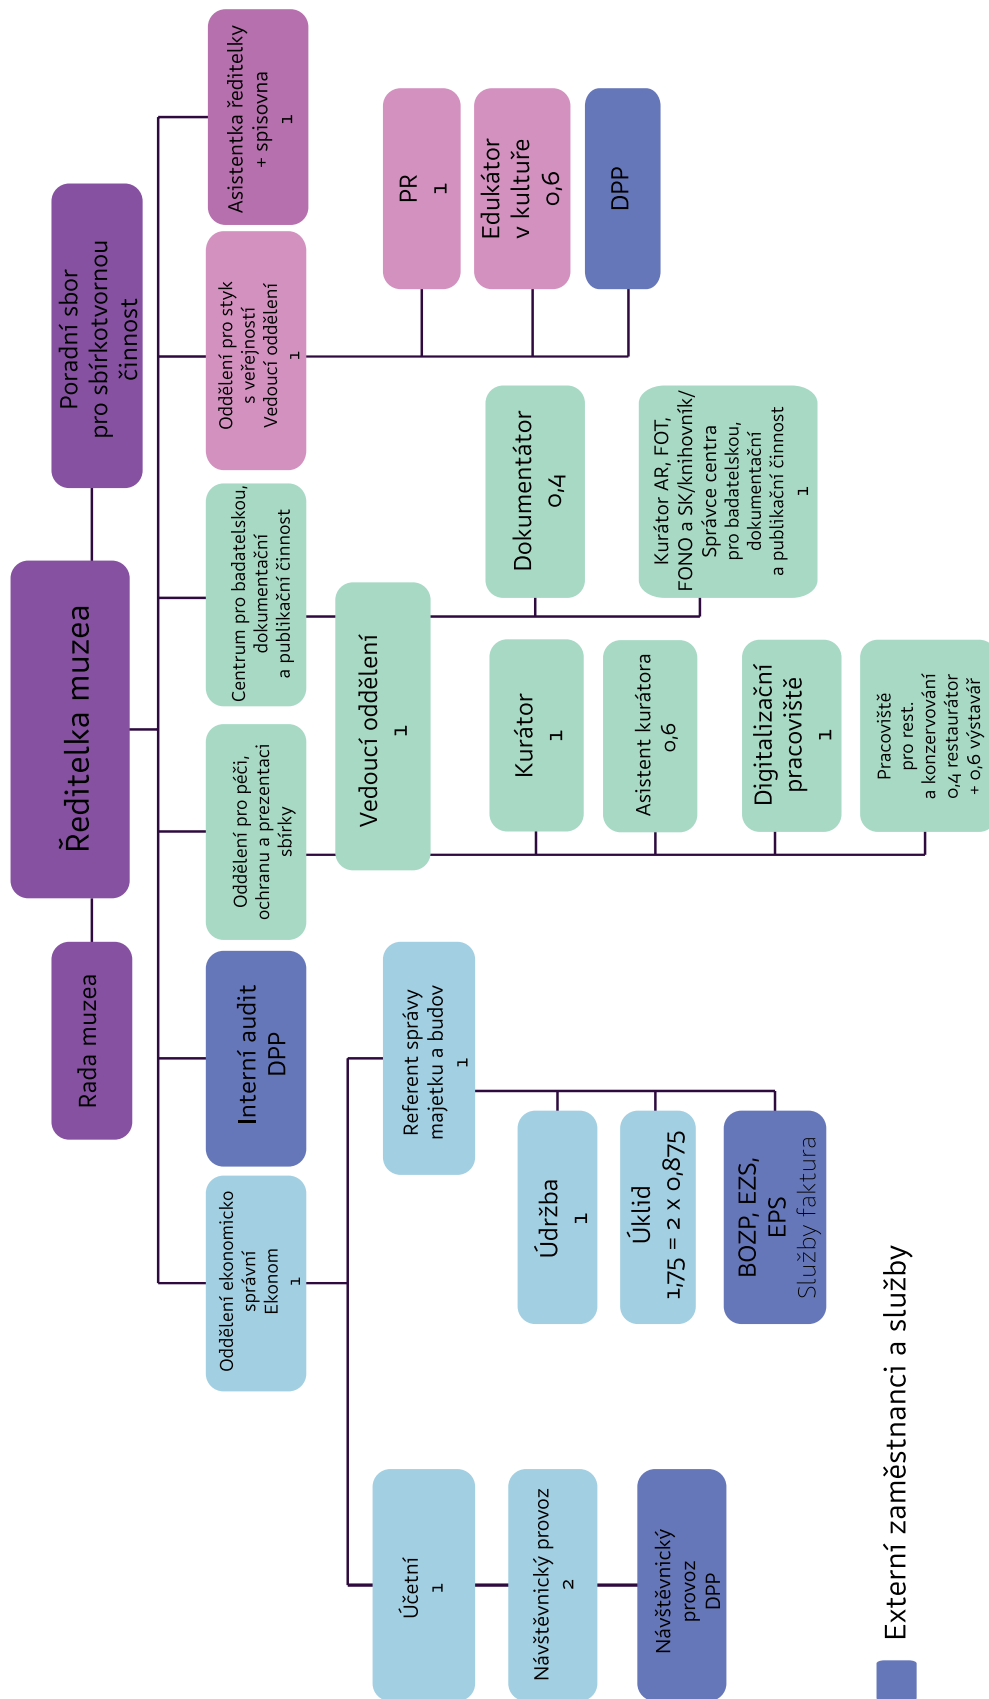 Ředitelka muzea
Rada muzea
Poradní sbor
pro sbírkotvornou
činnost
Oddělení ekonomicko
správní
Ekonom
1
Interní audit
DPP
Oddělení pro péči,
ochranu a prezentaci
sbírky
Centrum pro badatelskou,
dokumentační
a publikační činnost
Oddělení pro styk
s veřejností
Vedoucí oddělení
1
Asistentka ředitelky
+ spisovna
1
Účetní
1
Návštěvnický provoz
2
Návštěvnický
provoz
DPP
Referent správy
majetku a budov
1
Údržba
1
Úklid
1,75 = 2 x 0,875
BOZP, EZS,
EPS
Služby faktura
Vedoucí oddělení
1
Kurátor
1
Asistent kurátora
0,6
Digitalizační
pracoviště
1
Pracoviště
pro rest.
a konzervování
0,4 restaurátor
+ 0,6 výstavář
Dokumentátor
0,4
Kurátor AR, FOT,
FONO a SK/knihovník/
Správce centra
pro badatelskou,
dokumentační
a publikační činnost
1
PR
1
Edukátor
v kultuře
0,6
DPP
Externí zaměstnanci a služby